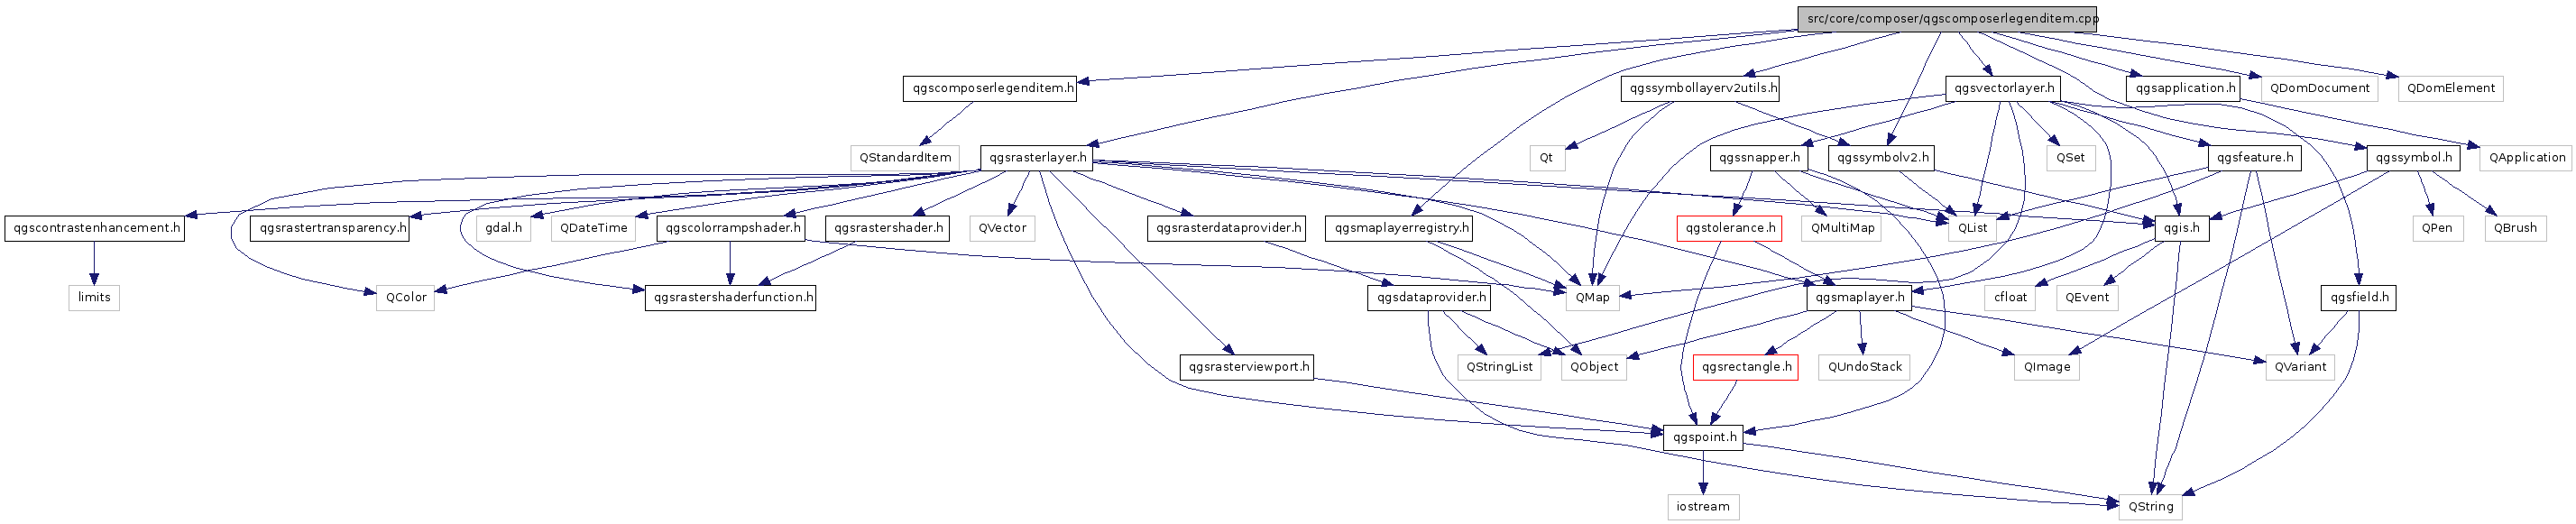 src/core/composer/qgscomposerlegenditem.cpp
qgscomposerlegenditem.h
qgssymbollayerv2utils.h
qgsvectorlayer.h
qgsapplication.h
QDomDocument
QDomElement
QStandardItem
qgsrasterlayer.h
Qt
qgssnapper.h
qgssymbolv2.h
QSet
qgsfeature.h
qgssymbol.h
QApplication
qgscontrastenhancement.h
qgsrastertransparency.h
gdal.h
QDateTime
qgscolorrampshader.h
qgsrastershader.h
QVector
qgsrasterdataprovider.h
qgsmaplayerregistry.h
qgstolerance.h
QMultiMap
QList
qgis.h
QPen
QBrush
limits
QColor
qgsrastershaderfunction.h
qgsdataprovider.h
QMap
qgsmaplayer.h
cfloat
QEvent
qgsfield.h
qgsrasterviewport.h
QStringList
QObject
qgsrectangle.h
QUndoStack
QImage
QVariant
qgspoint.h
iostream
QString